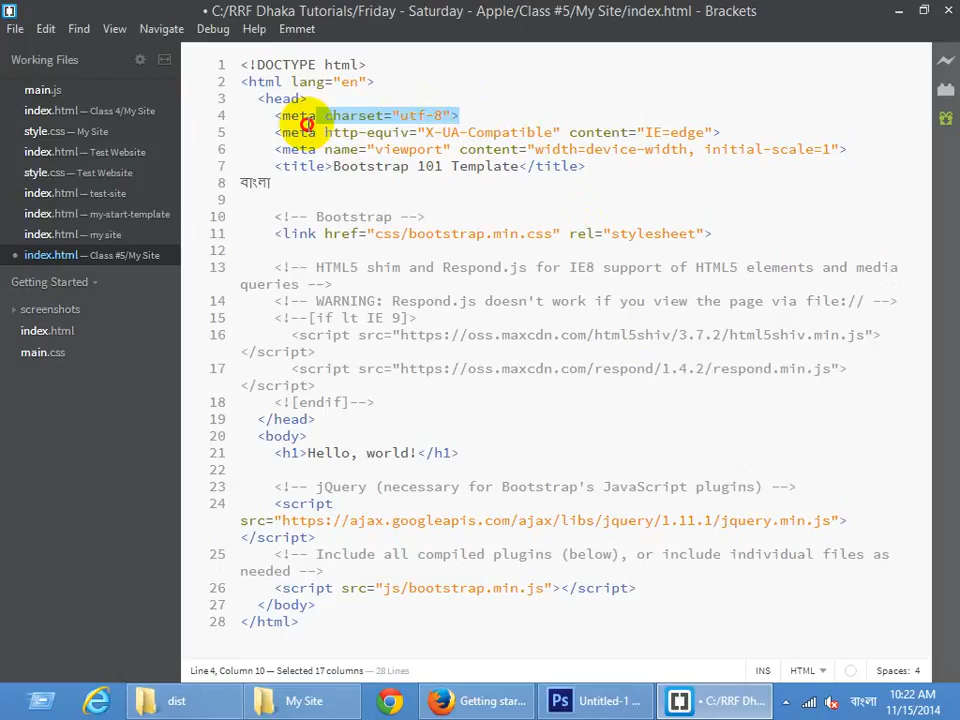 • C:/RRF Dhaka Tutorials/Friday - Saturday - Apple/Class #5/My Site/index.html - Brackets
File Edit Find View Navigate Debug Help Emmet
Working Files
main.js
index.html — Class 4/My Site
style.css — My Site
index.html — Test Website
style.css — Test Website
index.html — test-site
index.html — my-start-template
index.html — my site
index.html — Class #5/My Site
Getting Started
screenshots
index.html
main.css
1 <!DOCTYPE html>
2 <html lang="en">
3 <head>
4 <meta charset="utf-8">
5 <meta http-equiv="X-UA-Compatible" content="IE=edge">
6 <meta name="viewport" content="width=device-width, initial-scale=1">
7 <title>Bootstrap 101 Template</title>
8 বাংলা
9
10 <!-- Bootstrap -->
11 <link href="css/bootstrap.min.css" rel="stylesheet">
12
13 <!-- HTML5 shim and Respond.js for IE8 support of HTML5 elements and media
queries -->
14 <!-- WARNING: Respond.js doesn't work if you view the page via file:// -->
15 <!--[if lt IE 9]>
16 <script src="https://oss.maxcdn.com/html5shiv/3.7.2/html5shiv.min.js">
</script>
17 <script src="https://oss.maxcdn.com/respond/1.4.2/respond.min.js">
</script>
18 <![endif]-->
19 </head>
20 <body>
21 <h1>Hello, world!</h1>
22
23 <!-- jQuery (necessary for Bootstrap's JavaScript plugins) -->
24 <script
src="https://ajax.googleapis.com/ajax/libs/jquery/1.11.1/jquery.min.js">
</script>
25 <!-- Include all compiled plugins (below), or include individual files as
needed -->
26 <script src="js/bootstrap.min.js"></script>
27 </body>
28 </html>
Line 4, Column 10 — Selected 17 columns — 28 Lines
INS HTML Spaces: 4
dist My Site Getting star... Ps Untitled-1 ... • C:/RRF Dh... বাংলা 10:22 AM
11/15/2014